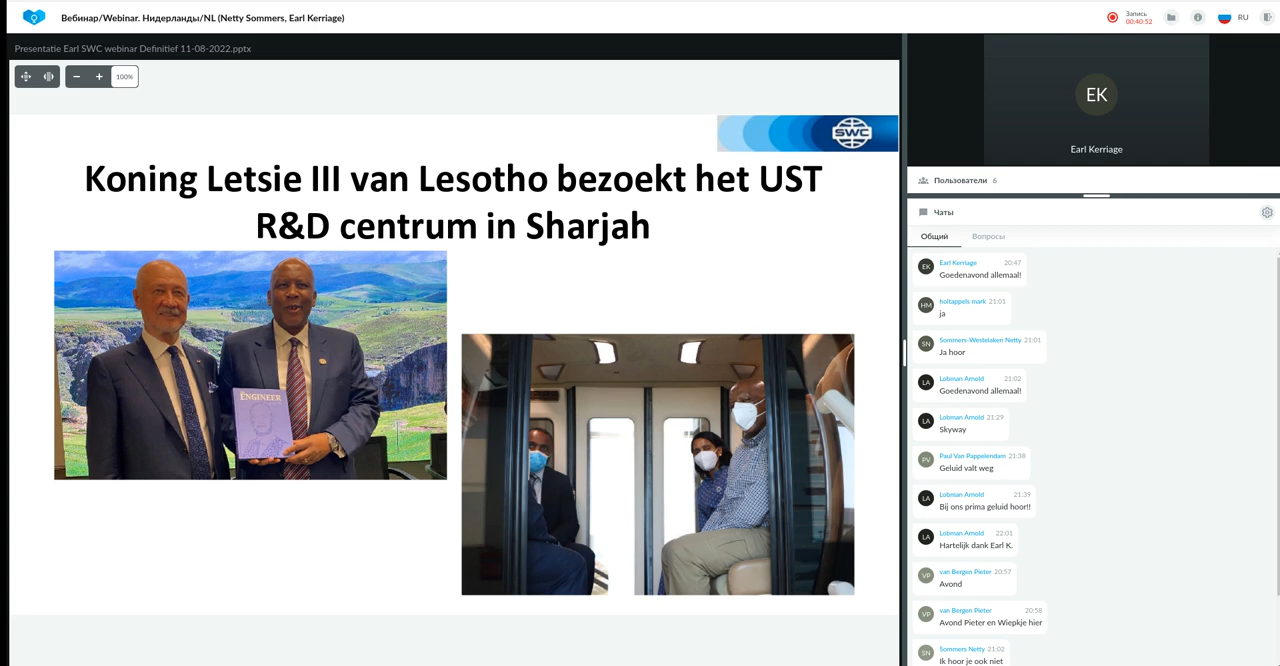 Вебинар/Webinar. Нидерланды/NL (Netty Sommers, Earl Kerriage)
Запись
00:40:52
RU
Presentatie Earl SWC webinar Definitief 11-08-2022.pptx
100%
SWC
Koning Letsie III van Lesotho bezoekt het UST
R&D centrum in Sharjah
ENGINEER
EK
Earl Kerriage
Пользователи 6
Чаты
Общий Вопросы
EK Earl Kerriage 20:47
Goedenavond allemaal!
HM holtappels mark 21:01
ja
SN Sommers-Westelaken Netty 21:01
Ja hoor
LA Lobman Arnold 21:02
Goedenavond allemaal!
LA Lobman Arnold 21:29
Skyway
PV Paul Van Pappelendam 21:38
Geluid valt weg
LA Lobman Arnold 21:39
Bij ons prima geluid hoor!!
LA Lobman Arnold 22:01
Hartelijk dank Earl K.
VP van Bergen Pieter 20:57
Avond
VP van Bergen Pieter 20:58
Avond Pieter en Wiepkje hier
SN Sommers Netty 21:02
Ik hoor je ook niet